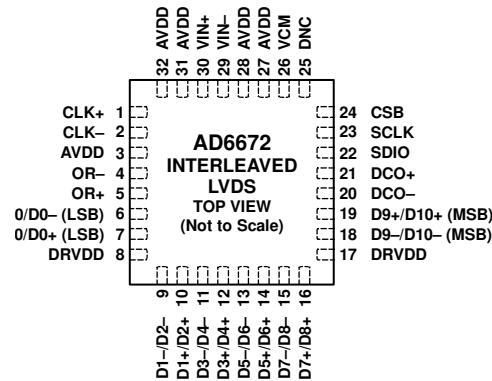 32 AVDD
31 AVDD
30 VIN+
29 VIN–
28 AVDD
27 AVDD
26 VCM
25 DNC
CLK+ 1
CLK– 2
AVDD 3
OR– 4
OR+ 5
0/D0– (LSB) 6
0/D0+ (LSB) 7
DRVDD 8
AD6672
INTERLEAVED
LVDS
TOP VIEW
(Not to Scale)
24 CSB
23 SCLK
22 SDIO
21 DCO+
20 DCO–
19 D9+/D10+ (MSB)
18 D9–/D10– (MSB)
17 DRVDD
D1–/D2– 9
D1+/D2+ 10
D3–/D4– 11
D3+/D4+ 12
D5–/D6– 13
D5+/D6+ 14
D7–/D8– 15
D7+/D8+ 16